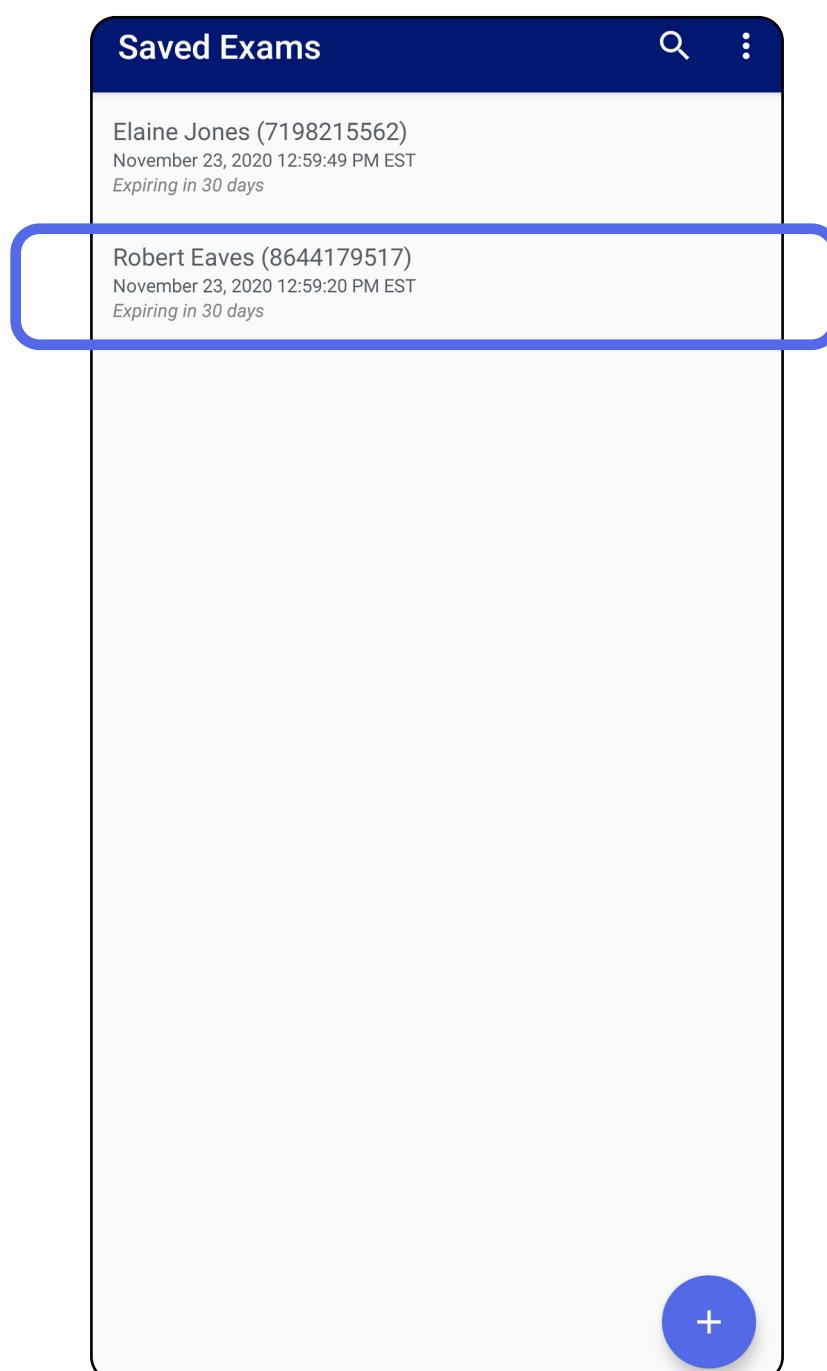 Saved Exams
Elaine Jones (7198215562)
November 23, 2020 12:59:49 PM EST
Expiring in 30 days
Robert Eaves (8644179517)
November 23, 2020 12:59:20 PM EST
Expiring in 30 days
+